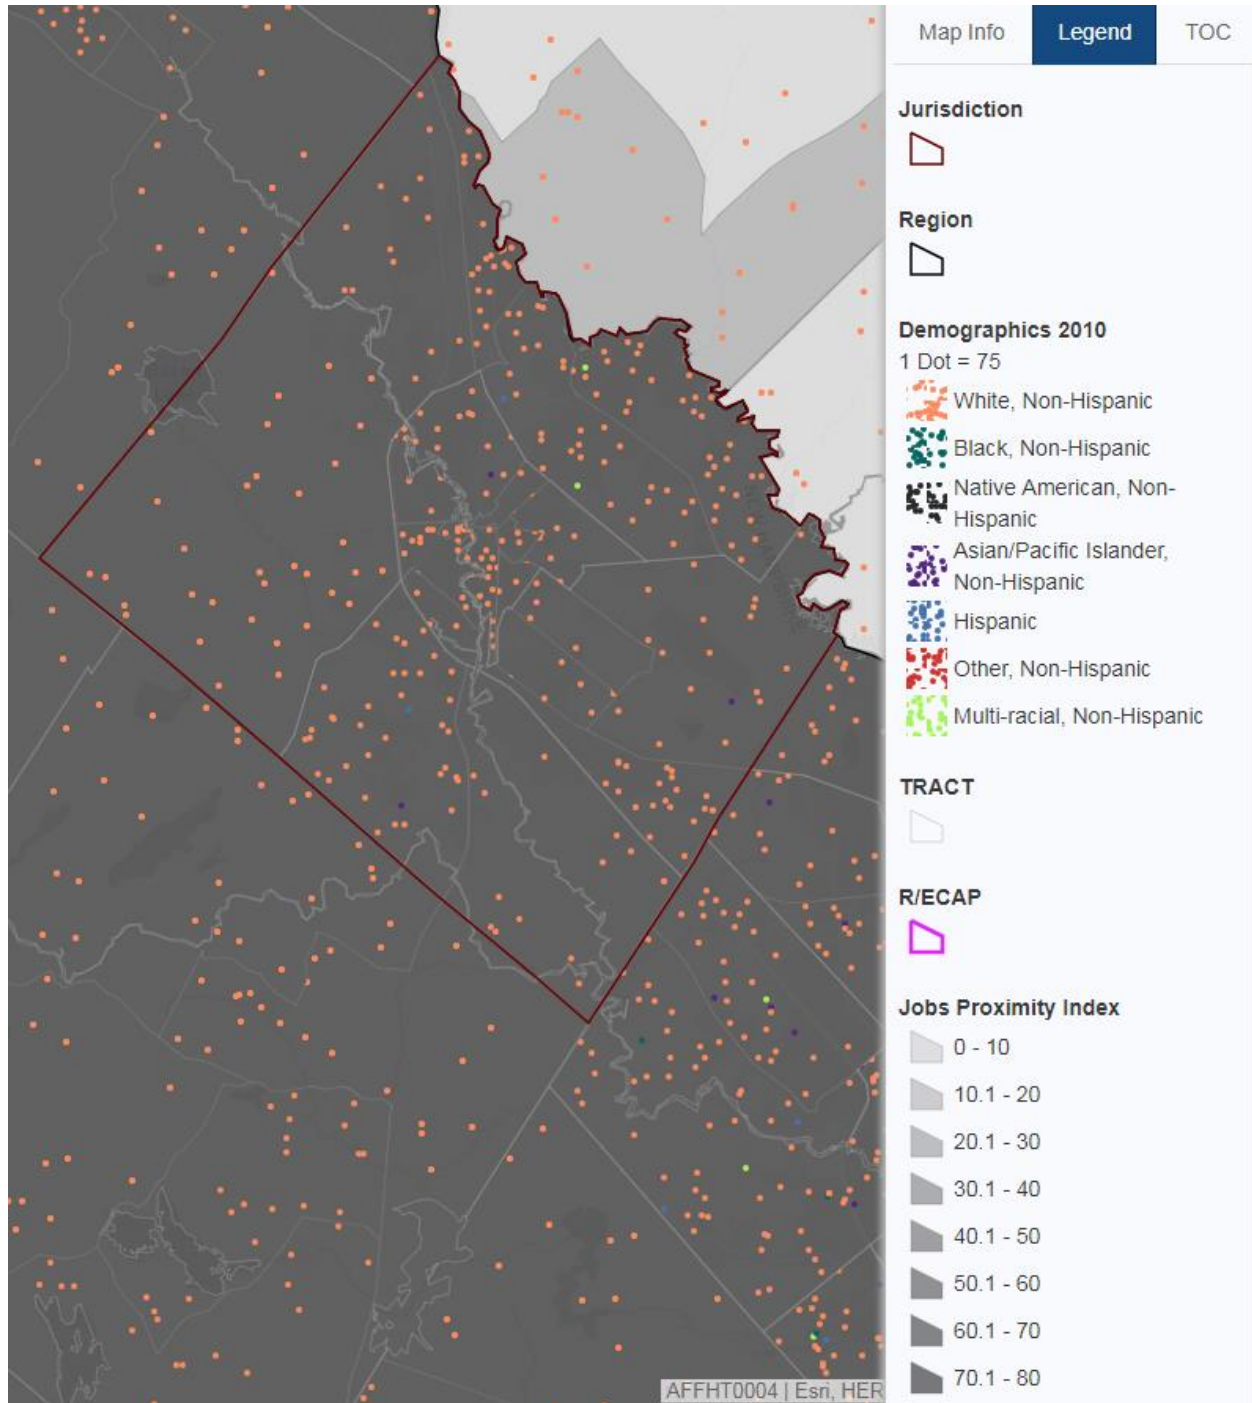 Map Info
Legend
TOC
Jurisdiction
Region
Demographics 2010
1 Dot = 75
White, Non-Hispanic
Black, Non-Hispanic
Native American, Non-
Hispanic
Asian/Pacific Islander,
Non-Hispanic
Hispanic
Other, Non-Hispanic
Multi-racial, Non-Hispanic
TRACT
R/ECAP
Jobs Proximity Index
0 - 10
10.1 - 20
20.1 - 30
30.1 - 40
40.1 - 50
50.1 - 60
60.1 - 70
70.1 - 80
AFFHT0004 | Esri, HER